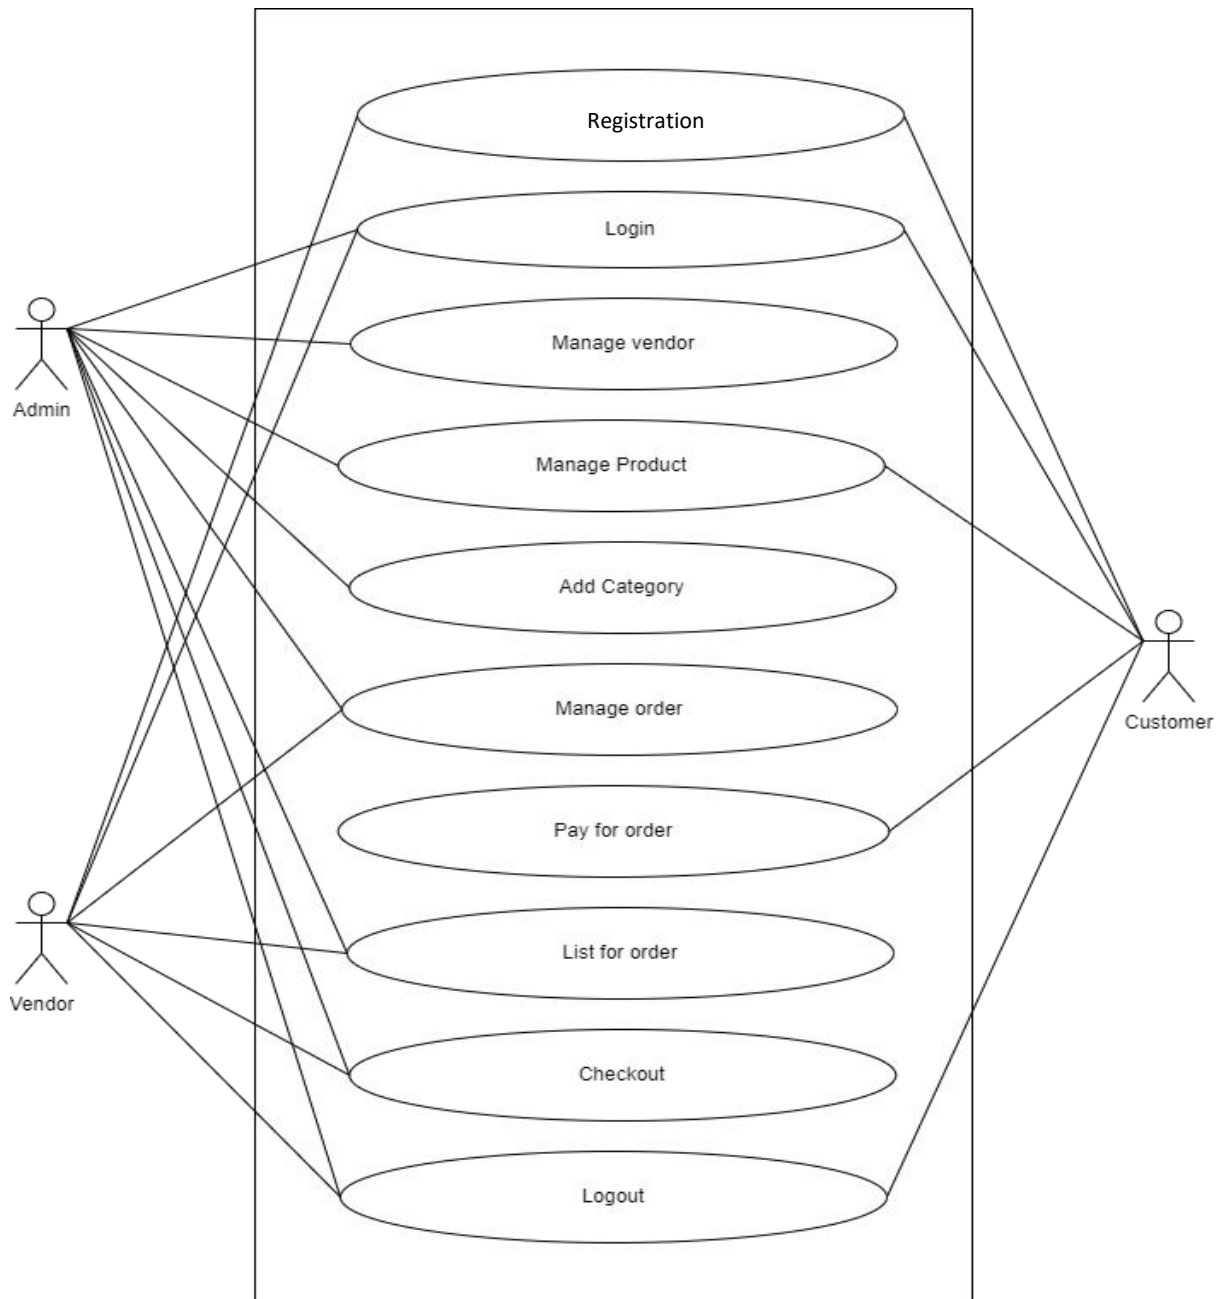 Registration
Login
Manage vendor
Admin
Manage Product
Add Category
Manage order
Customer
Pay for order
List for order
Vendor
Checkout
Logout